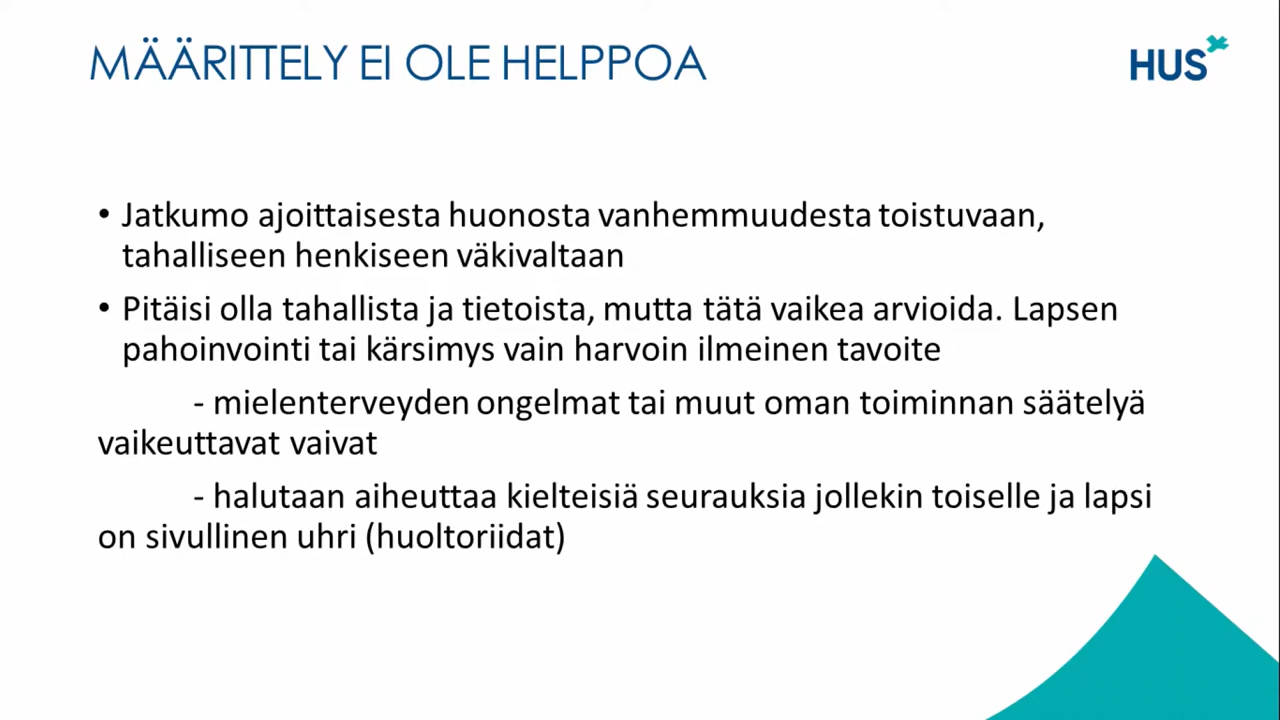 MÄÄRITTELY EI OLE HELPPOA
HUS
• Jatkumo ajoittaisesta huonosta vanhemmuudesta toistuvaan,
tahalliseen henkiseen väkivaltaan
• Pitäisi olla tahallista ja tietoista, mutta tätä vaikea arvioida. Lapsen
pahoinvointi tai kärsimys vain harvoin ilmeinen tavoite
- mielenterveyden ongelmat tai muut oman toiminnan säätelyä
vaikeuttavat vaivat
- halutaan aiheuttaa kielteisiä seurauksia jollekin toiselle ja lapsi
on sivullinen uhri (huoltoriidat)